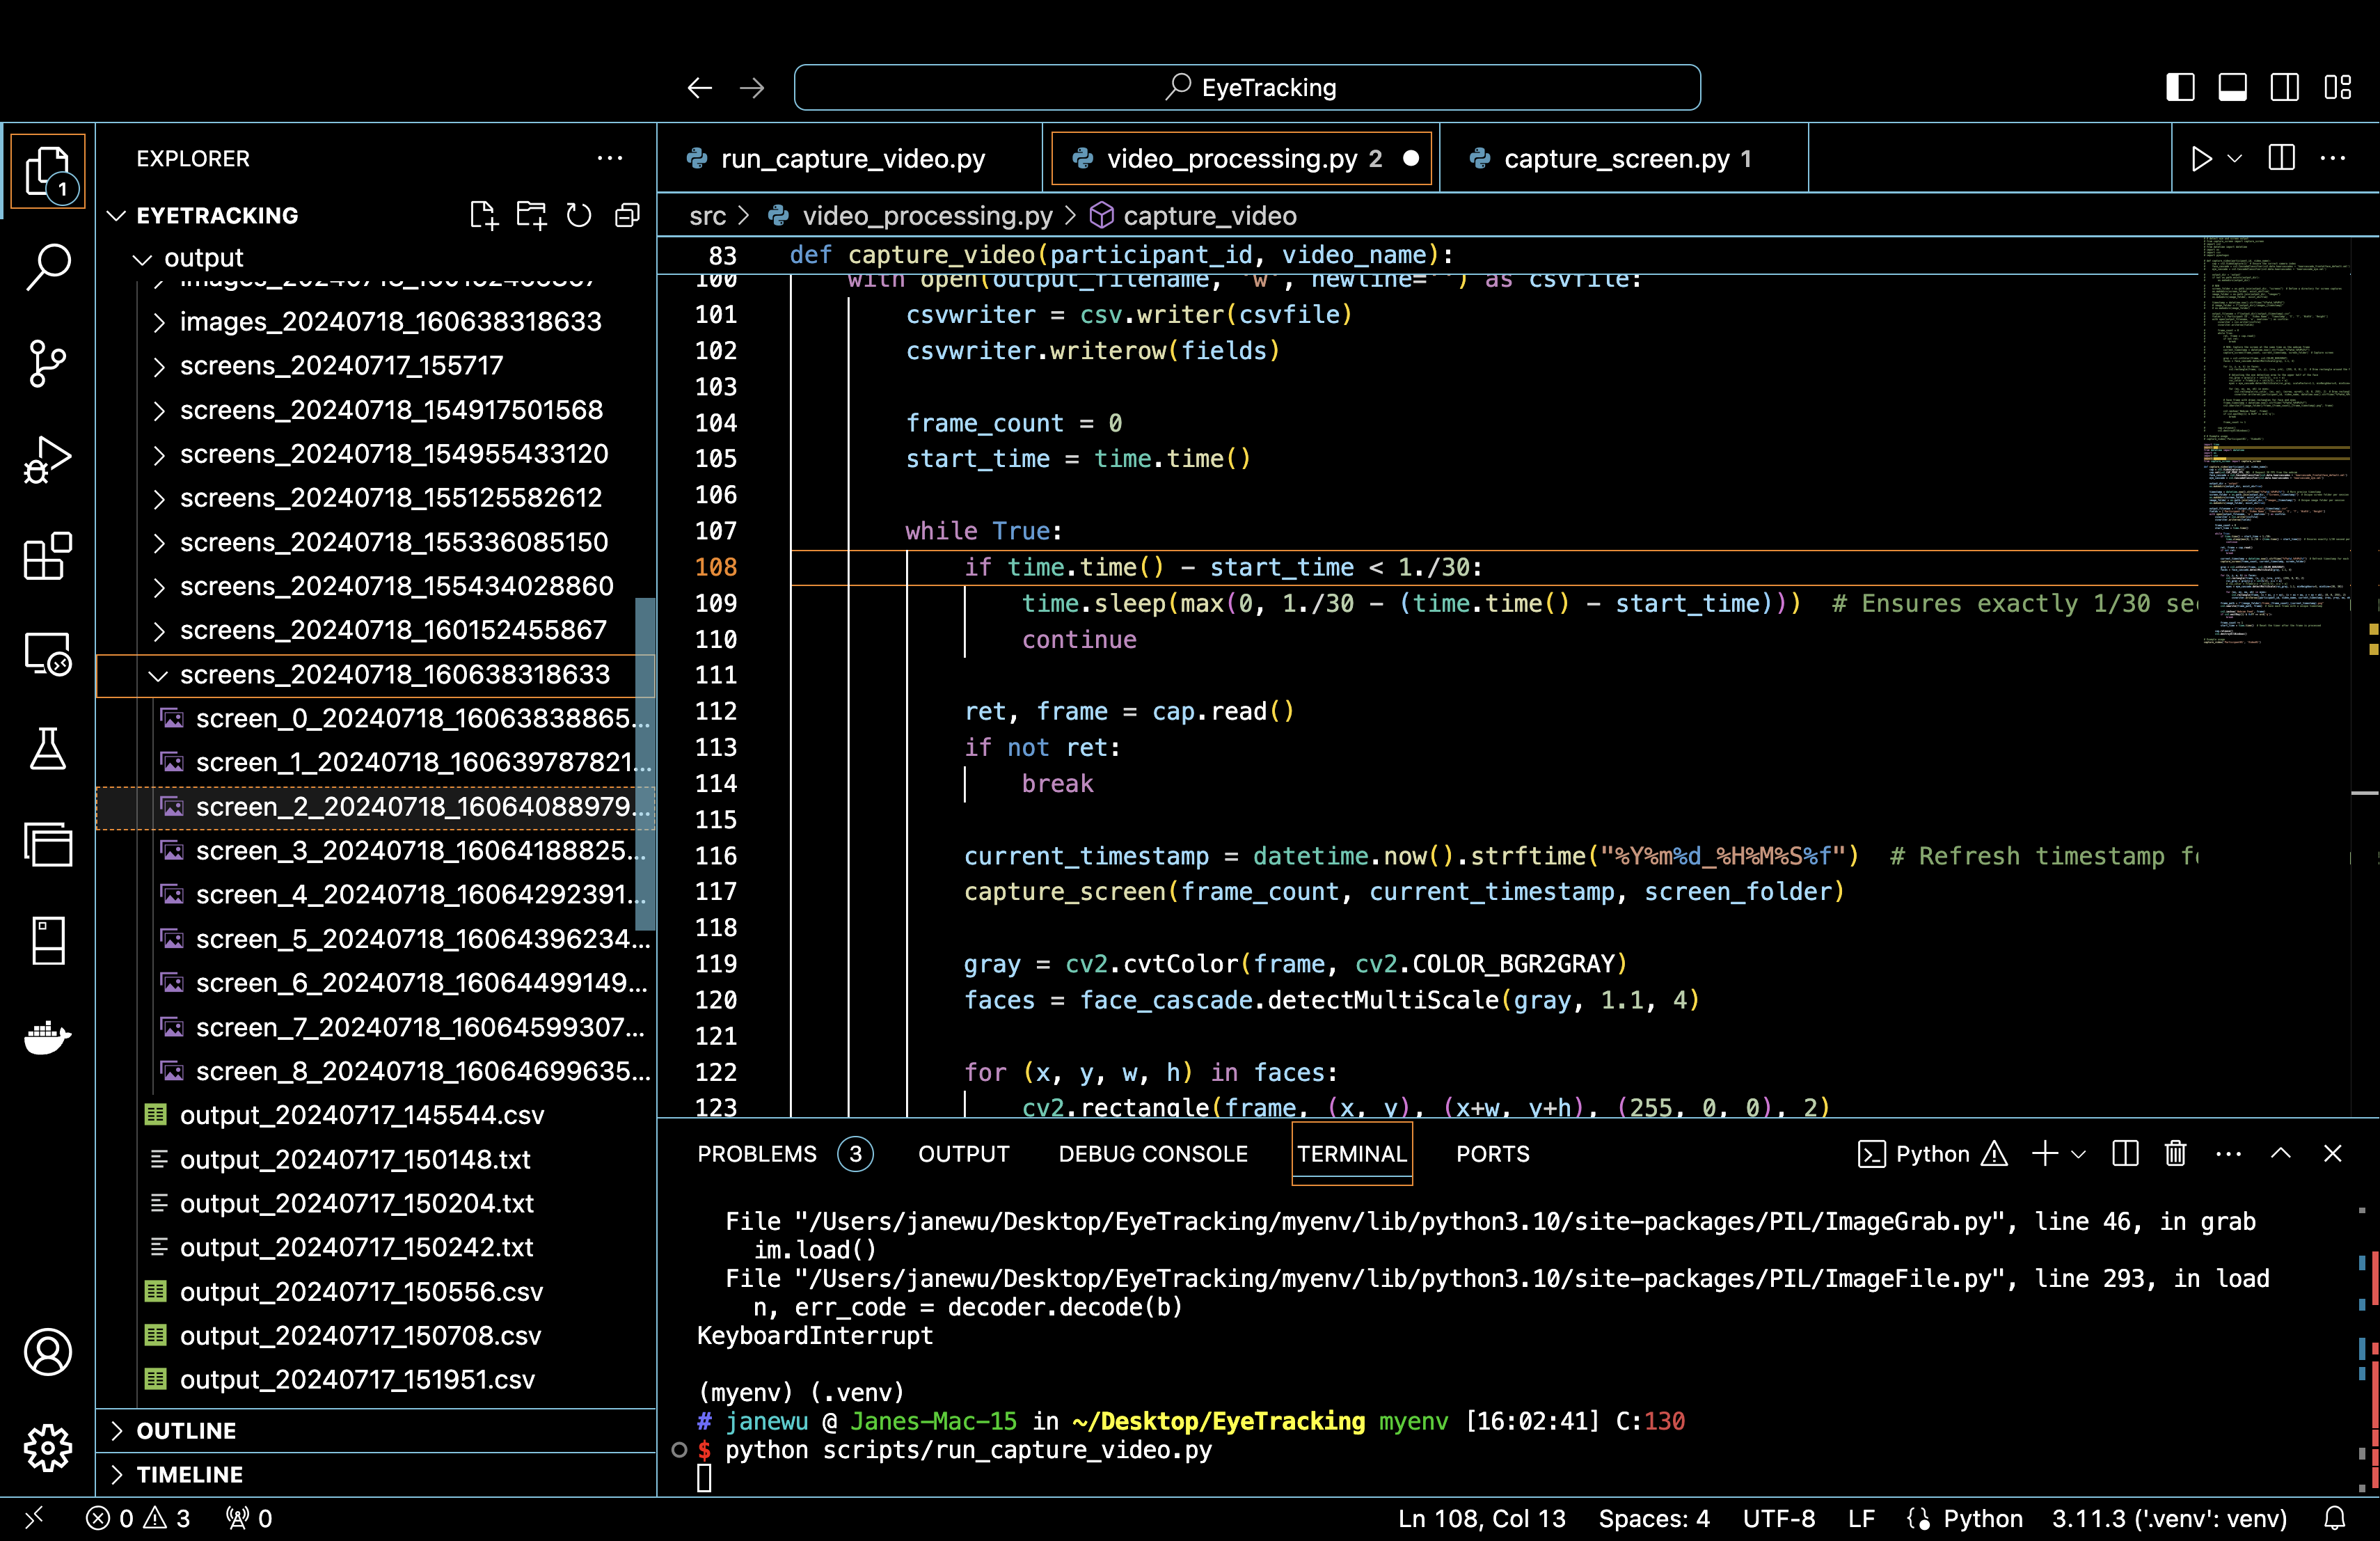 EyeTracking
EXPLORER
1
EYETRACKING
output
images_20240718_160152455867
images_20240718_160638318633
screens_20240717_155717
screens_20240718_154917501568
screens_20240718_154955433120
screens_20240718_155125582612
screens_20240718_155336085150
screens_20240718_155434028860
screens_20240718_160152455867
screens_20240718_160638318633
screen_0_20240718_16063838865...
screen_1_20240718_160639787821...
screen_2_20240718_16064088979...
screen_3_20240718_16064188825...
screen_4_20240718_16064292391...
screen_5_20240718_16064396234...
screen_6_20240718_16064499149...
screen_7_20240718_16064599307...
screen_8_20240718_16064699635...
output_20240717_145544.csv
output_20240717_150148.txt
output_20240717_150204.txt
output_20240717_150242.txt
output_20240717_150556.csv
output_20240717_150708.csv
output_20240717_151951.csv
OUTLINE
TIMELINE
run_capture_video.py
video_processing.py 2
capture_screen.py 1
src > video_processing.py > capture_video
83 def capture_video(participant_id, video_name):
100 with open(output_filename, 'w', newline='') as csvfile:
101 csvwriter = csv.writer(csvfile)
102 csvwriter.writerow(fields)
103
104 frame_count = 0
105 start_time = time.time()
106
107 while True:
108 if time.time() - start_time < 1./30:
109 time.sleep(max(0, 1./30 - (time.time() - start_time))) # Ensures exactly 1/30 se
110 continue
111
112 ret, frame = cap.read()
113 if not ret:
114 break
115
116 current_timestamp = datetime.now().strftime("%Y%m%d_%H%M%S%f") # Refresh timestamp f
117 capture_screen(frame_count, current_timestamp, screen_folder)
118
119 gray = cv2.cvtColor(frame, cv2.COLOR_BGR2GRAY)
120 faces = face_cascade.detectMultiScale(gray, 1.1, 4)
121
122 for (x, y, w, h) in faces:
123 cv2.rectangle(frame, (x, y), (x+w, y+h), (255, 0, 0), 2)
PROBLEMS 3 OUTPUT DEBUG CONSOLE TERMINAL PORTS
Python
File "/Users/janewu/Desktop/EyeTracking/myenv/lib/python3.10/site-packages/PIL/ImageGrab.py", line 46, in grab
im.load()
File "/Users/janewu/Desktop/EyeTracking/myenv/lib/python3.10/site-packages/PIL/ImageFile.py", line 293, in load
n, err_code = decoder.decode(b)
KeyboardInterrupt
(myenv) (.venv)
# janewu @ Janes-Mac-15 in ~/Desktop/EyeTracking myenv [16:02:41] C:130
$ python scripts/run_capture_video.py
0 3 0
Ln 108, Col 13 Spaces: 4 UTF-8 LF Python 3.11.3 ('.venv': venv)